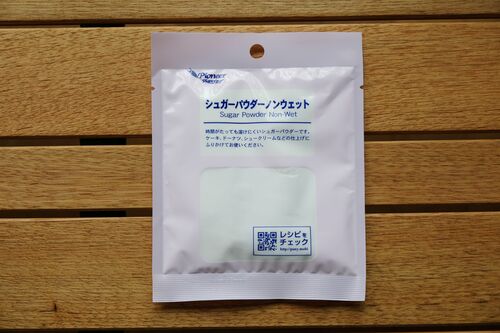 Pioneer
シュガーパウダーノンウェット
Sugar Powder Non-Wet
時間がたっても溶けにくいシュガーパウダーです。
ケーキ、ドーナツ、シュークリームなどの仕上げに
ふりかけてお使いください。
レシピを
チェック